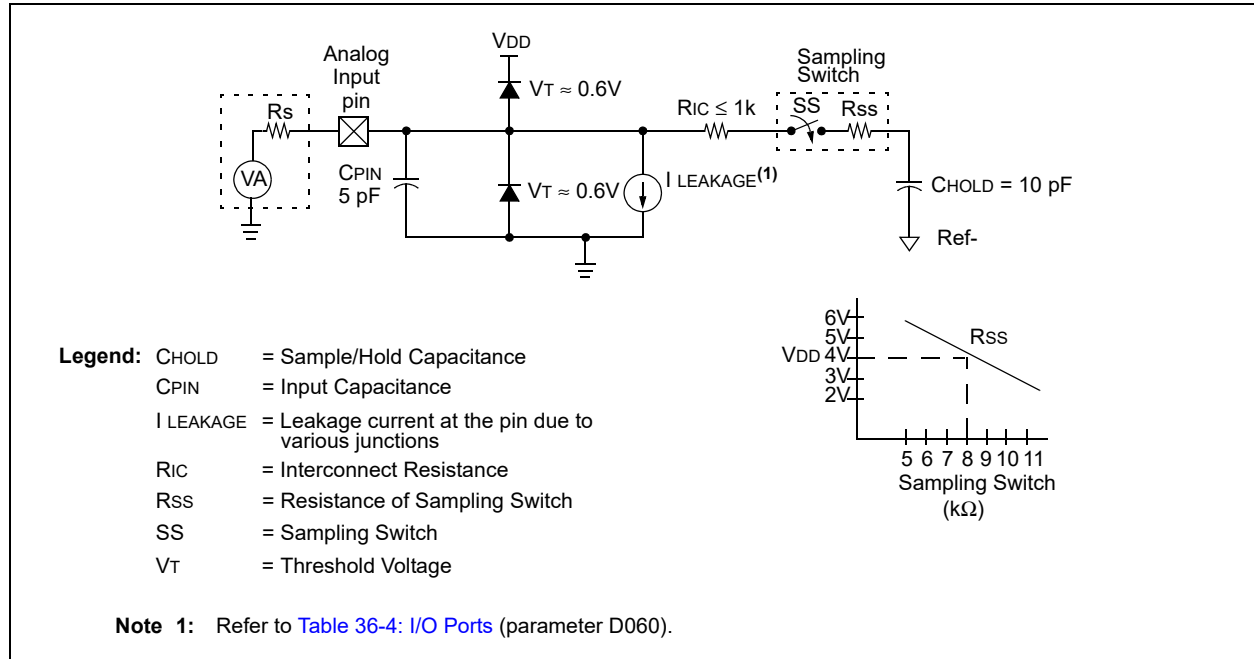 VDD
Analog
Input
pin
Sampling
Switch
VT ≈ 0.6V
RIC ≤ 1k
SS
Rss
Rs
VA
CPIN
5 pF
VT ≈ 0.6V
I LEAKAGE(1)
CHOLD = 10 pF
Ref-
6V
5V
VDD 4V
3V
2V
RSS
5 6 7 8 9 10 11
Sampling Switch
(kΩ)
Legend: CHOLD = Sample/Hold Capacitance
CPIN = Input Capacitance
I LEAKAGE = Leakage current at the pin due to
various junctions
RIC = Interconnect Resistance
RSS = Resistance of Sampling Switch
SS = Sampling Switch
VT = Threshold Voltage
Note 1: Refer to Table 36-4: I/O Ports (parameter D060).